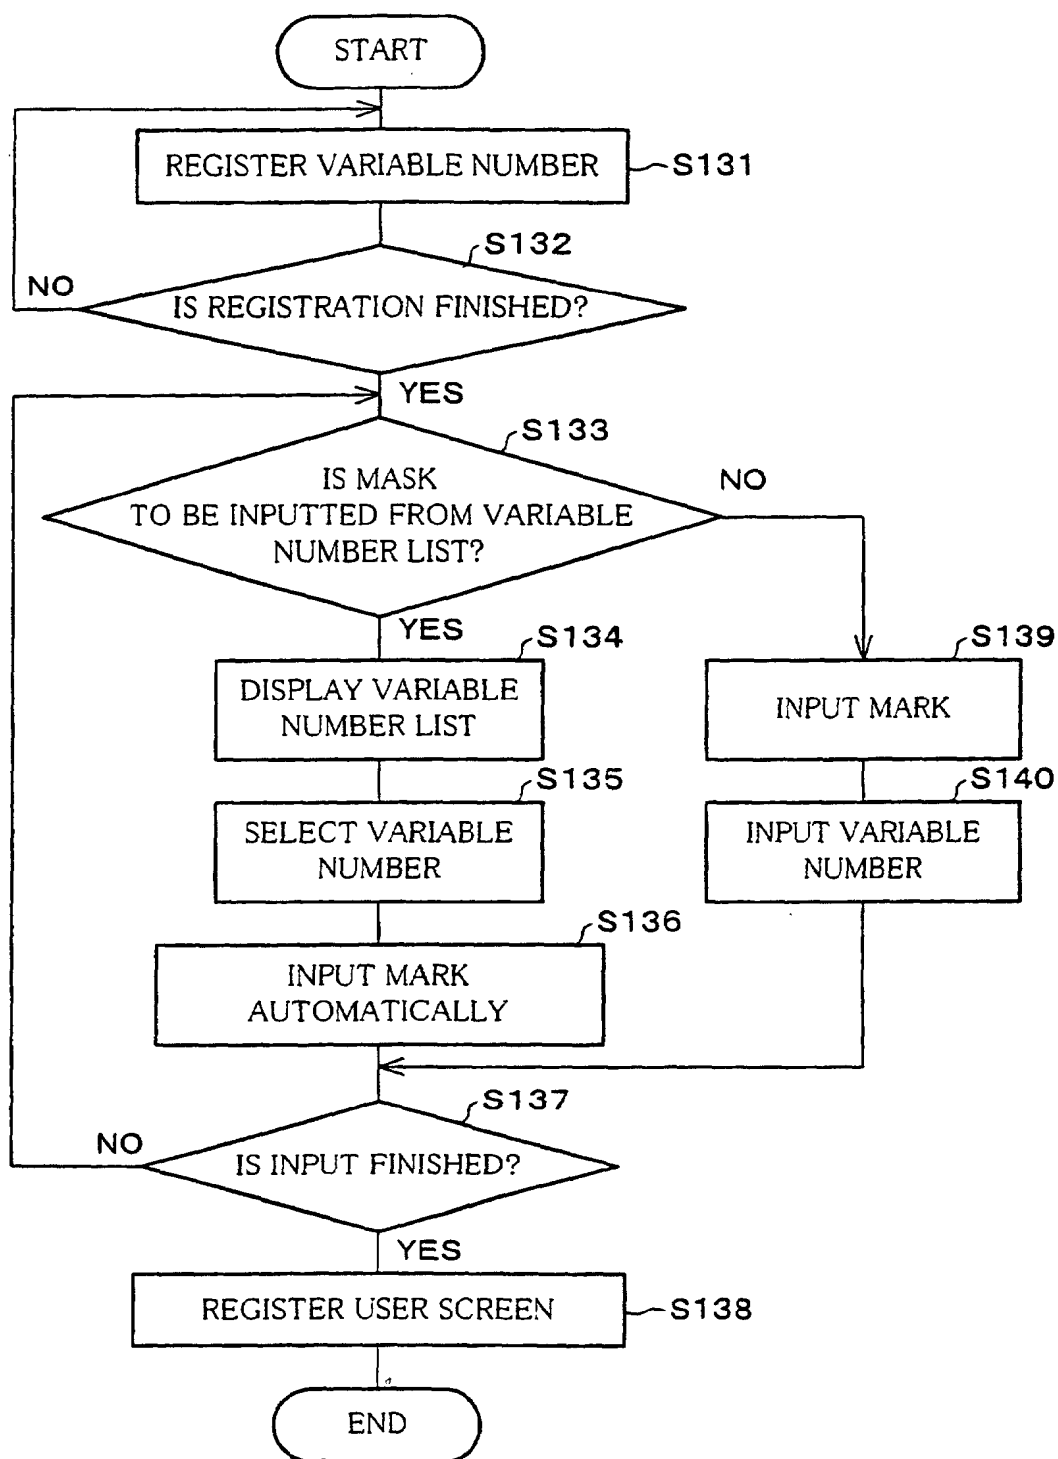 START
REGISTER VARIABLE NUMBER
S131
S132
NO
IS REGISTRATION FINISHED?
YES
S133
IS MASK
TO BE INPUTTED FROM VARIABLE
NUMBER LIST?
NO
YES
S134
DISPLAY VARIABLE
NUMBER LIST
S139
INPUT MARK
S135
SELECT VARIABLE
NUMBER
S140
INPUT VARIABLE
NUMBER
S136
INPUT MARK
AUTOMATICALLY
S137
NO
IS INPUT FINISHED?
YES
REGISTER USER SCREEN
S138
END